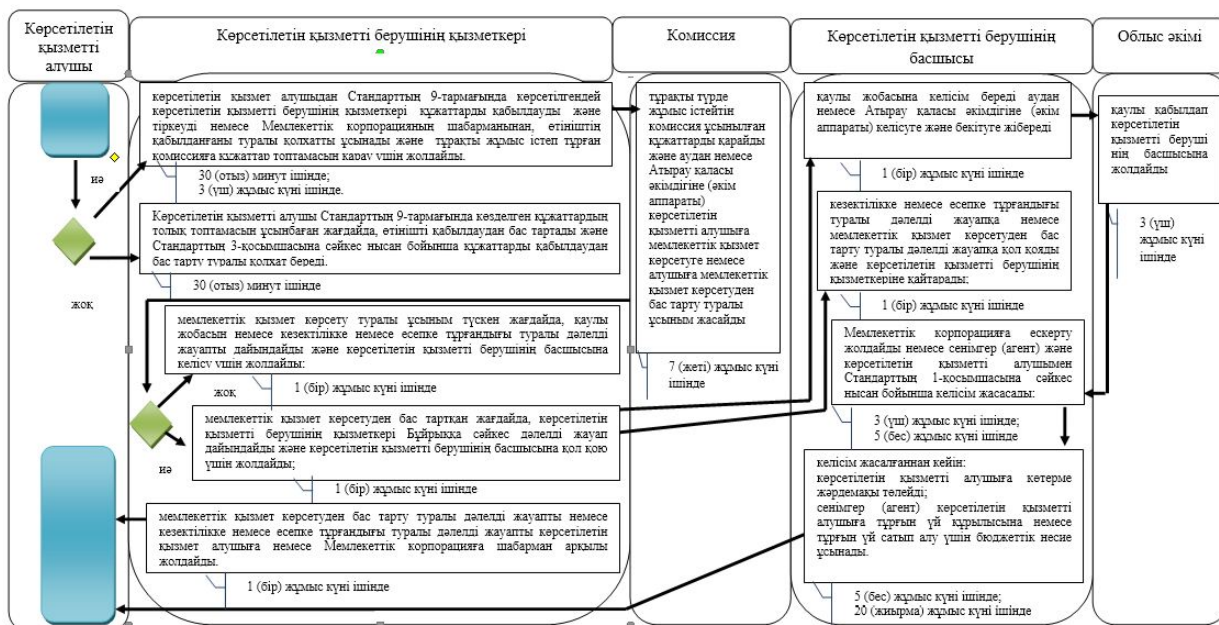 Көрсетілетін
қызметті
алушы
Көрсетілетін қызметті берушінің қызметкері
Комиссия
Көрсетілетін қызметті берушінің
басшысы
Облыс әкімі
көрсетілетін қызмет алушыдан Стандарттың 9-тармағында көрсетілгендей
көрсетілетін қызметті берушінің қызметкері құжаттарды қабылдауды және
тіркеуді немесе Мемлекеттік корпорацияның шабарманынан, өтініштің
қабылданғаны туралы қолхатты ұсынады және тұрақты жұмыс істеп тұрған
комиссияға құжаттар топтамасын қарау үшін жолдайды.
30 (отыз) минут ішінде;
3 (үш) жұмыс күні ішінде.
иә
Көрсетілетін қызметті алушы Стандарттың 9-тармағында көзделген құжаттардың
толық топтамасын ұсынбаған жағдайда, өтінішті қабылдаудан бас тартады және
Стандарттың 3-қосымшасына сәйкес нысан бойынша құжаттарды қабылдаудан
бас тарту туралы қолхат береді.
30 (отыз) минут ішінде
жоқ
мемлекеттік қызмет көрсету туралы ұсыным түскен жағдайда, қаулы
жобасын немесе кезектілікке немесе есепке тұрғандығы туралы дәлелді
жауапты дайындайды және көрсетілетін қызметті берушінің басшысына
келісу үшін жолдайды;
1 (бір) жұмыс күні ішінде
жоқ
мемлекеттік қызмет көрсетуден бас тартқан жағдайда, көрсетілетін
қызметті берушінің қызметкері Бұйрыққа сәйкес дәлелді жауап
дайындайды және көрсетілетін қызметті берушінің басшысына қол қою
үшін жолдайды;
иә
1 (бір) жұмыс күні ішінде
мемлекеттік қызмет көрсетуден бас тарту туралы дәлелді жауапты немесе
кезектілікке немесе есепке тұрғандығы туралы дәлелді жауапты көрсетілетін
қызмет алушыға немесе Мемлекеттік корпорацияға шабарман арқылы
жолдайды.
1 (бір) жұмыс күні ішінде
тұрақты түрде
жұмыс істейтін
комиссия ұсынылған
құжаттарды қарайды
және аудан немесе
Атырау қаласы
әкімдігіне (әкім
аппараты)
көрсетілетін
қызметті алушыға
мемлекеттік қызмет
көрсетуге немесе
алушыға мемлекеттік
қызмет көрсетуден
бас тарту туралы
ұсыным жасайды
7 (жеті) жұмыс күні
ішінде
қаулы жобасына келісім береді аудан
немесе Атырау қаласы әкімдігіне (әкім
аппараты) келісуге және бекітуге жібереді
1 (бір) жұмыс күні ішінде
кезектілікке немесе есепке тұрғандығы
туралы дәлелді жауапқа немесе
мемлекеттік қызмет көрсетуден бас
тарту туралы дәлелді жауапқа қол қояды
және көрсетілетін қызметті берушінің
қызметкеріне қайтарады;
1 (бір) жұмыс күні ішінде
Мемлекеттік корпорацияға ескерту
жолдайды немесе сенімгер (агент) және
көрсетілетін қызметті алушымен
Стандарттың 1-қосымшасына сәйкес
нысан бойынша келісім жасасады:
3 (үш) жұмыс күні ішінде;
5 (бес) жұмыс күні ішінде
келісім жасалғаннан кейін:
көрсетілетін қызметті алушыға көтерме
жәрдемақы төлейді;
сенімгер (агент) көрсетілетін қызметті
алушыға тұрғын үй құрылысына немесе
тұрғын үй сатып алу үшін бюджеттік несие
ұсынады.
5 (бес) жұмыс күні ішінде;
20 (жиырма) жұмыс күні ішінде
қаулы қабылдап
көрсетілетін
қызметті беруші
нің басшысына
жолдайды
3 (үш)
жұмыс күні
ішінде